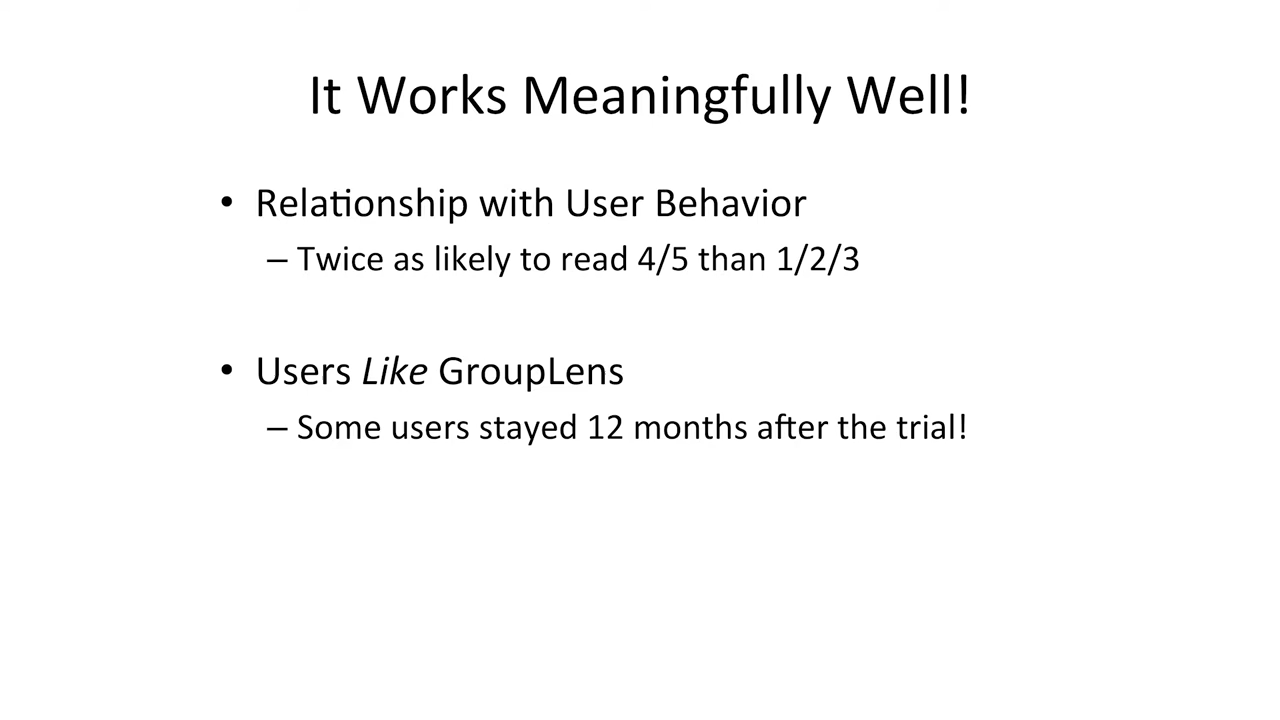 It Works Meaningfully Well!
• Relationship with User Behavior
– Twice as likely to read 4/5 than 1/2/3
• Users Like GroupLens
– Some users stayed 12 months after the trial!